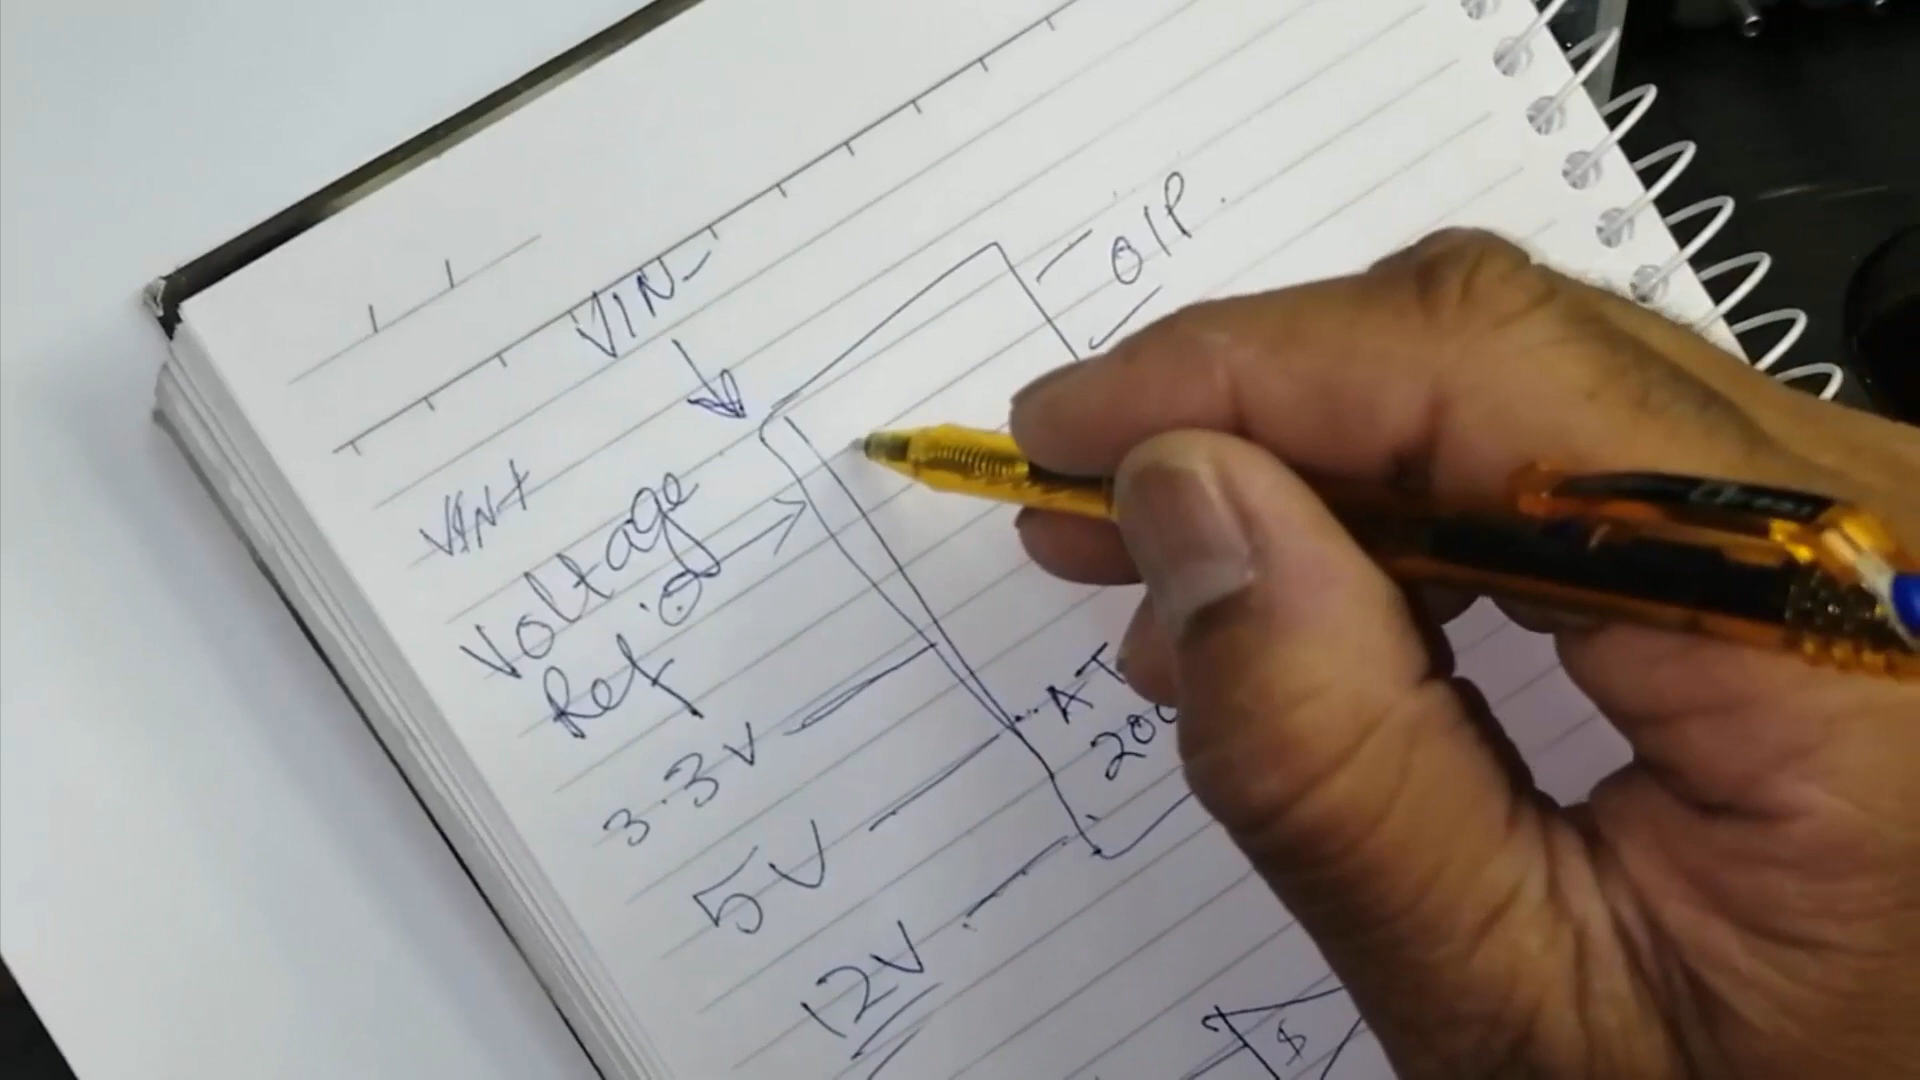 VIN-
O/P.
VIN+
Voltage
Ref
3.3V
5V
12V
AT
200
$